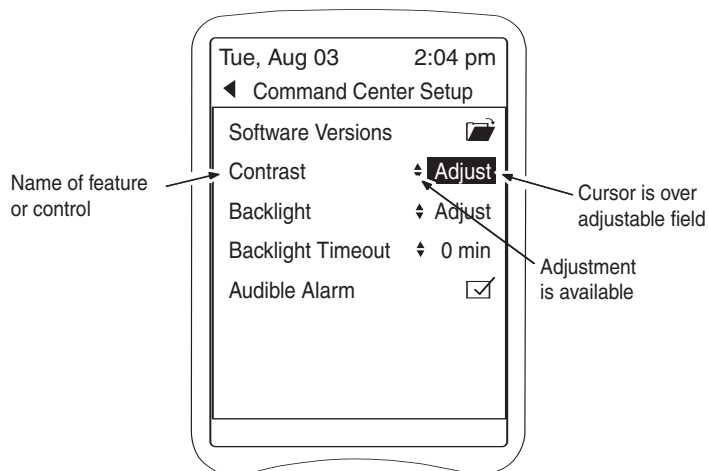 Tue, Aug 03 2:04 pm
Command Center Setup
Software Versions
Contrast Adjust
Backlight Adjust
Backlight Timeout 0 min
Audible Alarm
Name of feature
or control
Cursor is over
adjustable field
Adjustment
is available